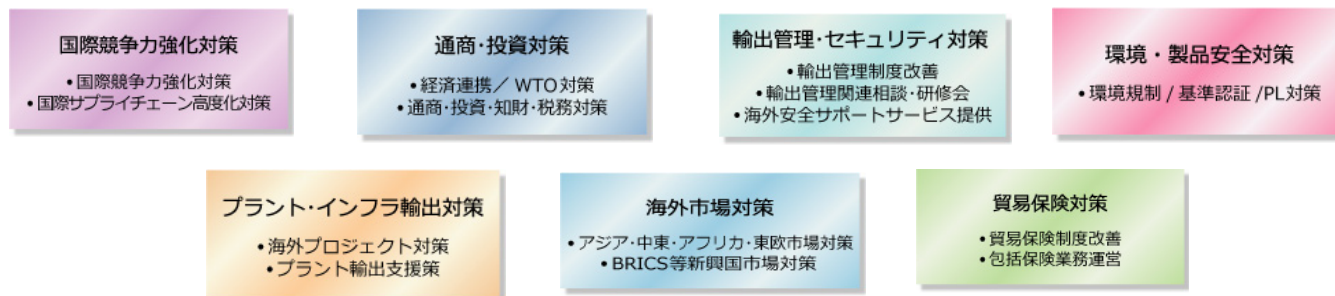 国際競争力強化対策
•国際競争力強化対策
•国際サプライチェーン高度化対策
通商･投資対策
•経済連携／ WTO対策
•通商･投資･知財･税務対策
輸出管理･セキュリティ対策
•輸出管理制度改善
•輸出管理関連相談･研修会
•海外安全サポートサービス提供
環境・製品安全対策
•環境規制 / 基準認証 /PL対策
プラント･インフラ輸出対策
•海外プロジェクト対策
•プラント輸出支援策
海外市場対策
•アジア･中東･アフリカ･東欧市場対策
•BRICS等新興国市場対策
貿易保険対策
•貿易保険制度改善
•包括保険業務運営